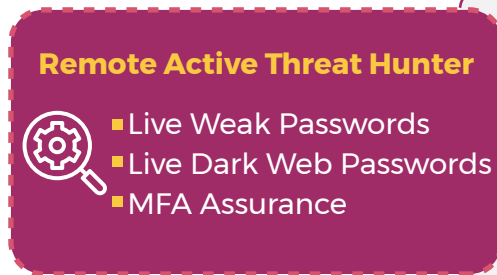 Remote Active Threat Hunter
Live Weak Passwords
Live Dark Web Passwords
MFA Assurance